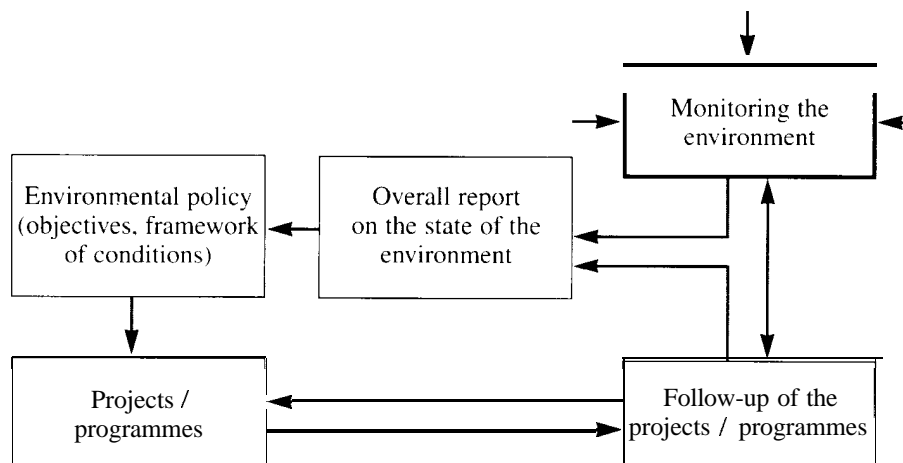 Monitoring the
environment
Environmental policy
(objectives, framework
of conditions)
Overall report
on the state of the
environment
Projects /
programmes
Follow-up of the
projects / programmes